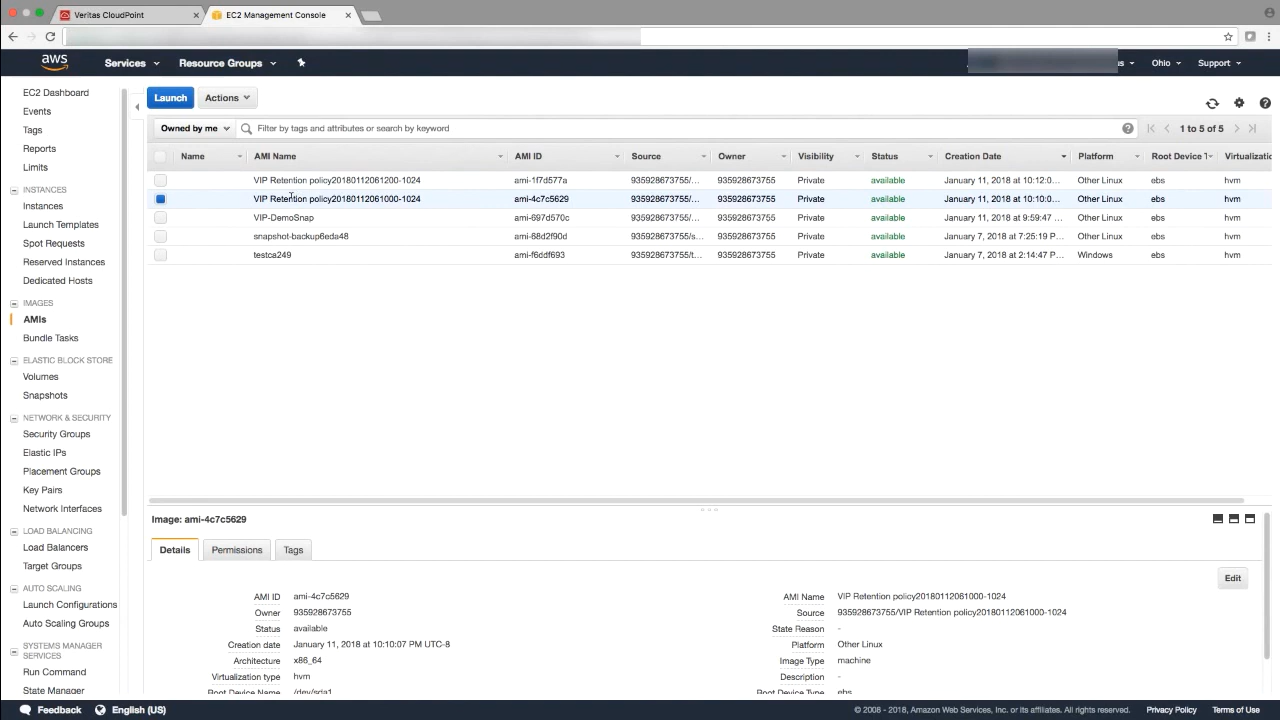 Veritas CloudPoint
EC2 Management Console
aws Services Resource Groups s Ohio Support
EC2 Dashboard
Events
Tags
Reports
Limits
INSTANCES
Instances
Launch Templates
Spot Requests
Reserved Instances
Dedicated Hosts
IMAGES
AMIs
Bundle Tasks
ELASTIC BLOCK STORE
Volumes
Snapshots
NETWORK & SECURITY
Security Groups
Elastic IPs
Placement Groups
Key Pairs
Network Interfaces
LOAD BALANCING
Load Balancers
Target Groups
AUTO SCALING
Launch Configurations
Auto Scaling Groups
SYSTEMS MANAGER
SERVICES
Run Command
State Manager
Launch Actions
Owned by me Filter by tags and attributes or search by keyword 1 to 5 of 5
Name AMI Name AMI ID Source Owner Visibility Status Creation Date Platform Root Device T Virtualizatio
VIP Retention policy20180112061200-1024 ami-1f7d577a 935928673755/... 935928673755 Private available January 11, 2018 at 10:12:0... Other Linux ebs hvm
VIP Retention policy20180112061000-1024 ami-4c7c5629 935928673755/... 935928673755 Private available January 11, 2018 at 10:10:0... Other Linux ebs hvm
VIP-DemoSnap ami-697d570c 935928673755/... 935928673755 Private available January 11, 2018 at 9:59:47 ... Other Linux ebs hvm
snapshot-backup6eda48 ami-68d2f90d 935928673755/s... 935928673755 Private available January 7, 2018 at 7:25:19 P... Other Linux ebs hvm
testca249 ami-f6ddf693 935928673755/t... 935928673755 Private available January 7, 2018 at 2:14:47 P... Windows ebs hvm
Image: ami-4c7c5629
Details Permissions Tags
Edit
AMI ID ami-4c7c5629 AMI Name VIP Retention policy20180112061000-1024
Owner 935928673755 Source 935928673755/VIP Retention policy20180112061000-1024
Status available State Reason -
Creation date January 11, 2018 at 10:10:07 PM UTC-8 Platform Other Linux
Architecture x86_64 Image Type machine
Virtualization type hvm Description -
Root Device Name /dev/sda1 Root Device Type ebs
Feedback English (US) © 2008 - 2018, Amazon Web Services, Inc. or its affiliates. All rights reserved. Privacy Policy Terms of Use